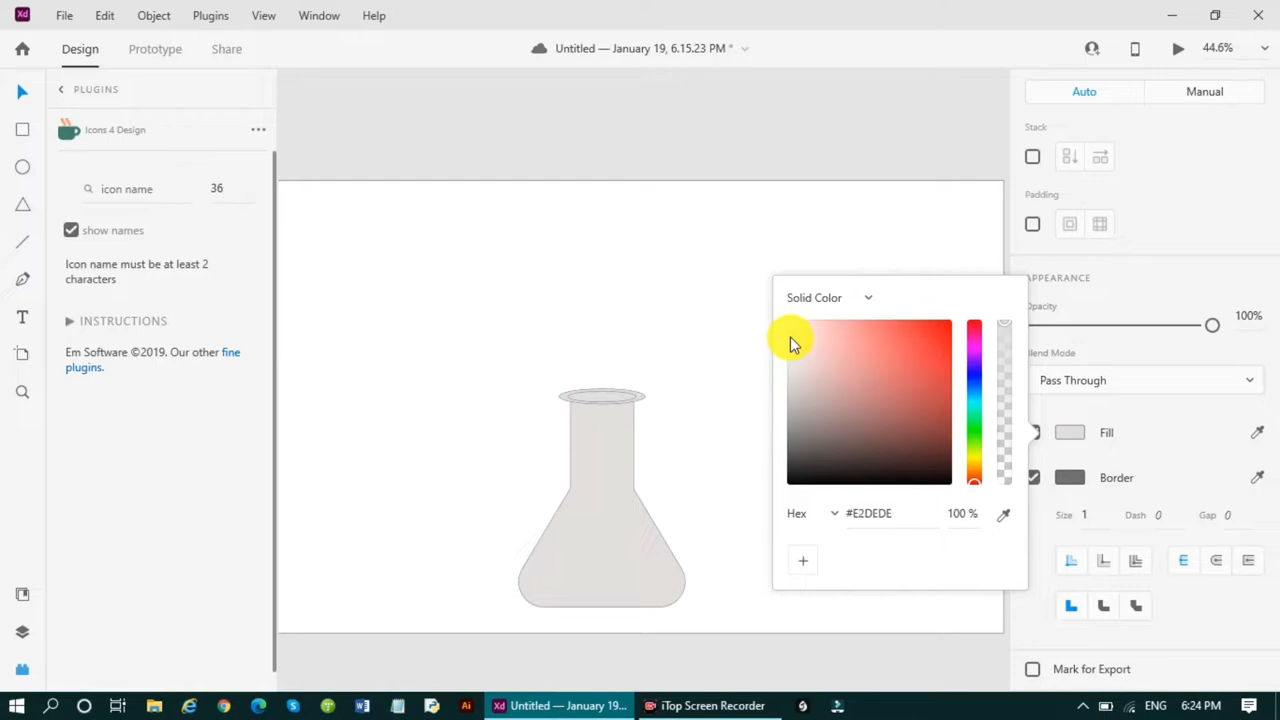 Xd File Edit Object Plugins View Window Help
Design Prototype Share
Untitled — January 19, 6.15.23 PM *
44.6%
PLUGINS
Icons 4 Design
icon name 36
show names
Icon name must be at least 2
characters
INSTRUCTIONS
Em Software ©2019. Our other fine
plugins.
T
Solid Color
Hex #E2DEDE 100 %
+
Auto Manual
Stack
Padding
APPEARANCE
Opacity
100%
Blend Mode
Pass Through
Fill
Border
Size 1 Dash 0 Gap 0
Mark for Export
Ai
Xd Untitled — January 19...
iTop Screen Recorder
ENG 6:24 PM